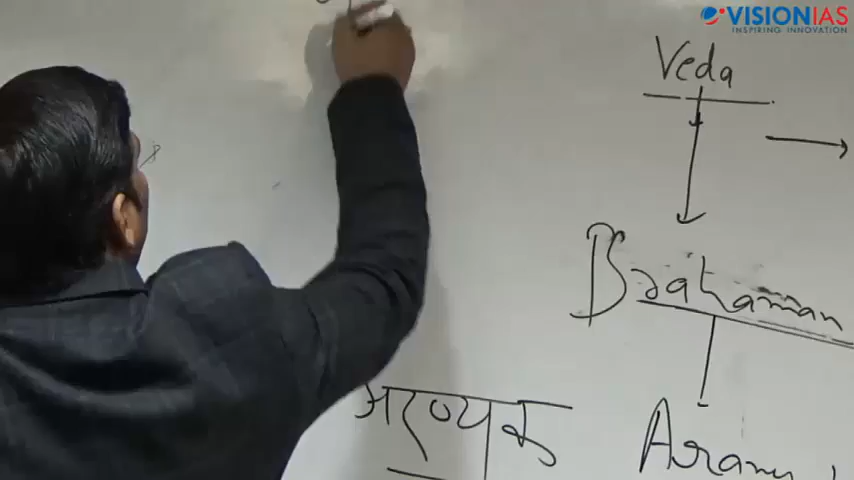 VISIONIAS
INSPIRING INNOVATION
Veda
Brahaman
अरण्यक